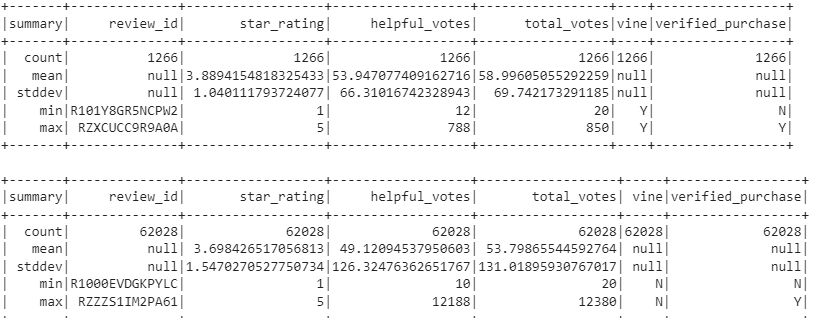 +-------+--------------+------------------+-----------------+-----------------+----+-----------------+
|summary|     review_id|       star_rating|    helpful_votes|      total_votes|vine|verified_purchase|
+-------+--------------+------------------+-----------------+-----------------+----+-----------------+
|  count|          1266|              1266|             1266|             1266|1266|             1266|
|   mean|          null|3.8894154818325433|53.947077409162716|58.99605055292259|null|             null|
| stddev|          null| 1.040111793724077| 66.31016742328943| 69.742173291185|null|             null|
|    min|R101Y8GR5NCPW2|                 1|               12|               20|   Y|                N|
|    max| RZXCUCC9R9A0A|                 5|              788|              850|   Y|                Y|
+-------+--------------+------------------+-----------------+-----------------+----+-----------------+
+-------+--------------+------------------+------------------+------------------+-----+-----------------+
|summary|     review_id|       star_rating|     helpful_votes|       total_votes| vine|verified_purchase|
+-------+--------------+------------------+------------------+------------------+-----+-----------------+
|  count|         62028|             62028|             62028|             62028|62028|            62028|
|   mean|          null| 3.698426517056813| 49.12094537950603| 53.79865544592764| null|             null|
| stddev|          null|1.5470270527750734|126.32476362651767|131.01895930767017| null|             null|
|    min|R1000EVDGKPYLC|                 1|                10|                20|    N|                N|
|    max| RZZZS1IM2PA61|                 5|             12188|             12380|    N|                Y|